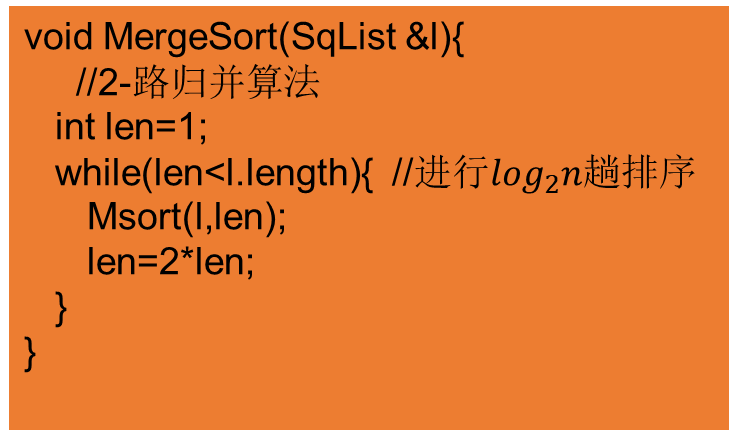 void MergeSort(SqList &l){
//2-路归并算法
int len=1;
while(len<l.length){ //进行log₂n趟排序
Msort(l,len);
len=2*len;
}
}